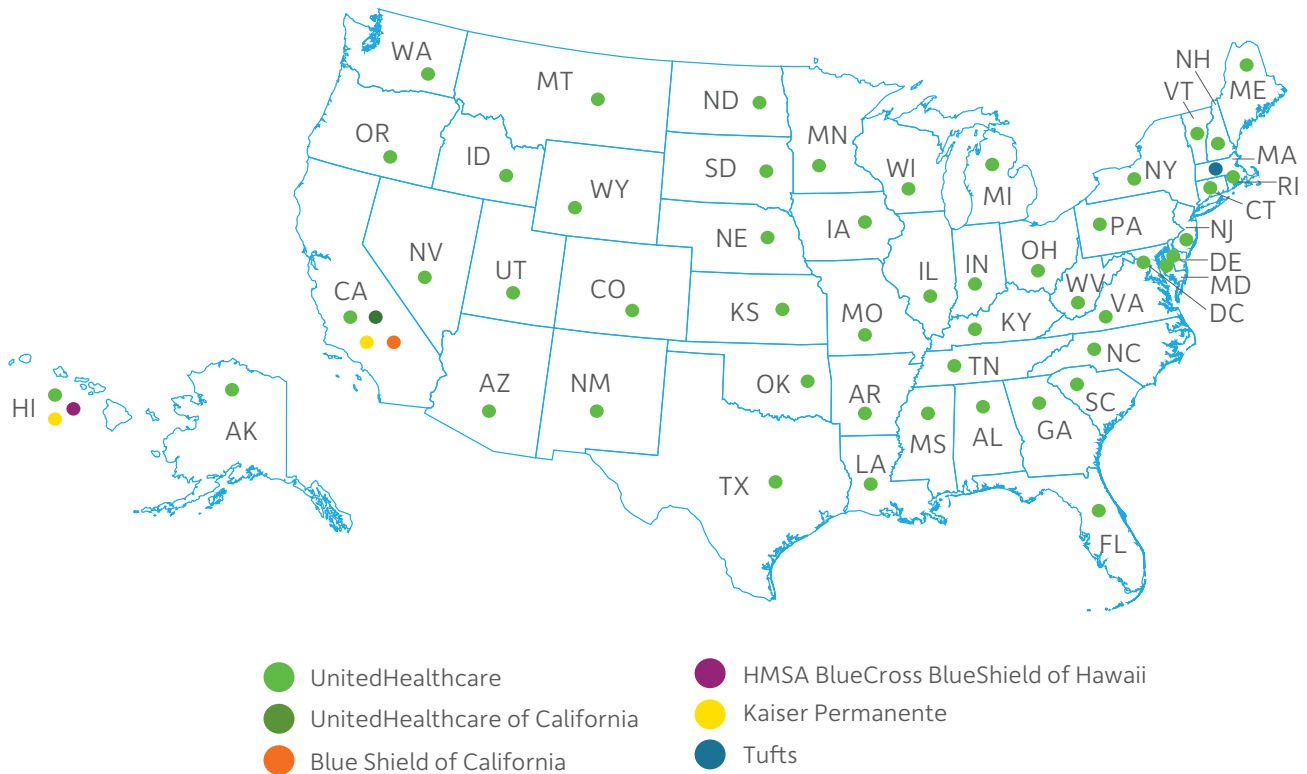 WA
MT
ND
MN
NH
VT
ME
OR
ID
SD
WI
MI
NY
MA
RI
CT
WY
NE
IA
PA
NJ
NV
UT
CO
KS
MO
IL
IN
OH
WV
VA
DE
MD
DC
CA
KY
NC
TN
AZ
NM
OK
AR
SC
HI
AK
TX
LA
MS
AL
GA
FL
UnitedHealthcare
UnitedHealthcare of California
Blue Shield of California
HMSA BlueCross BlueShield of Hawaii
Kaiser Permanente
Tufts